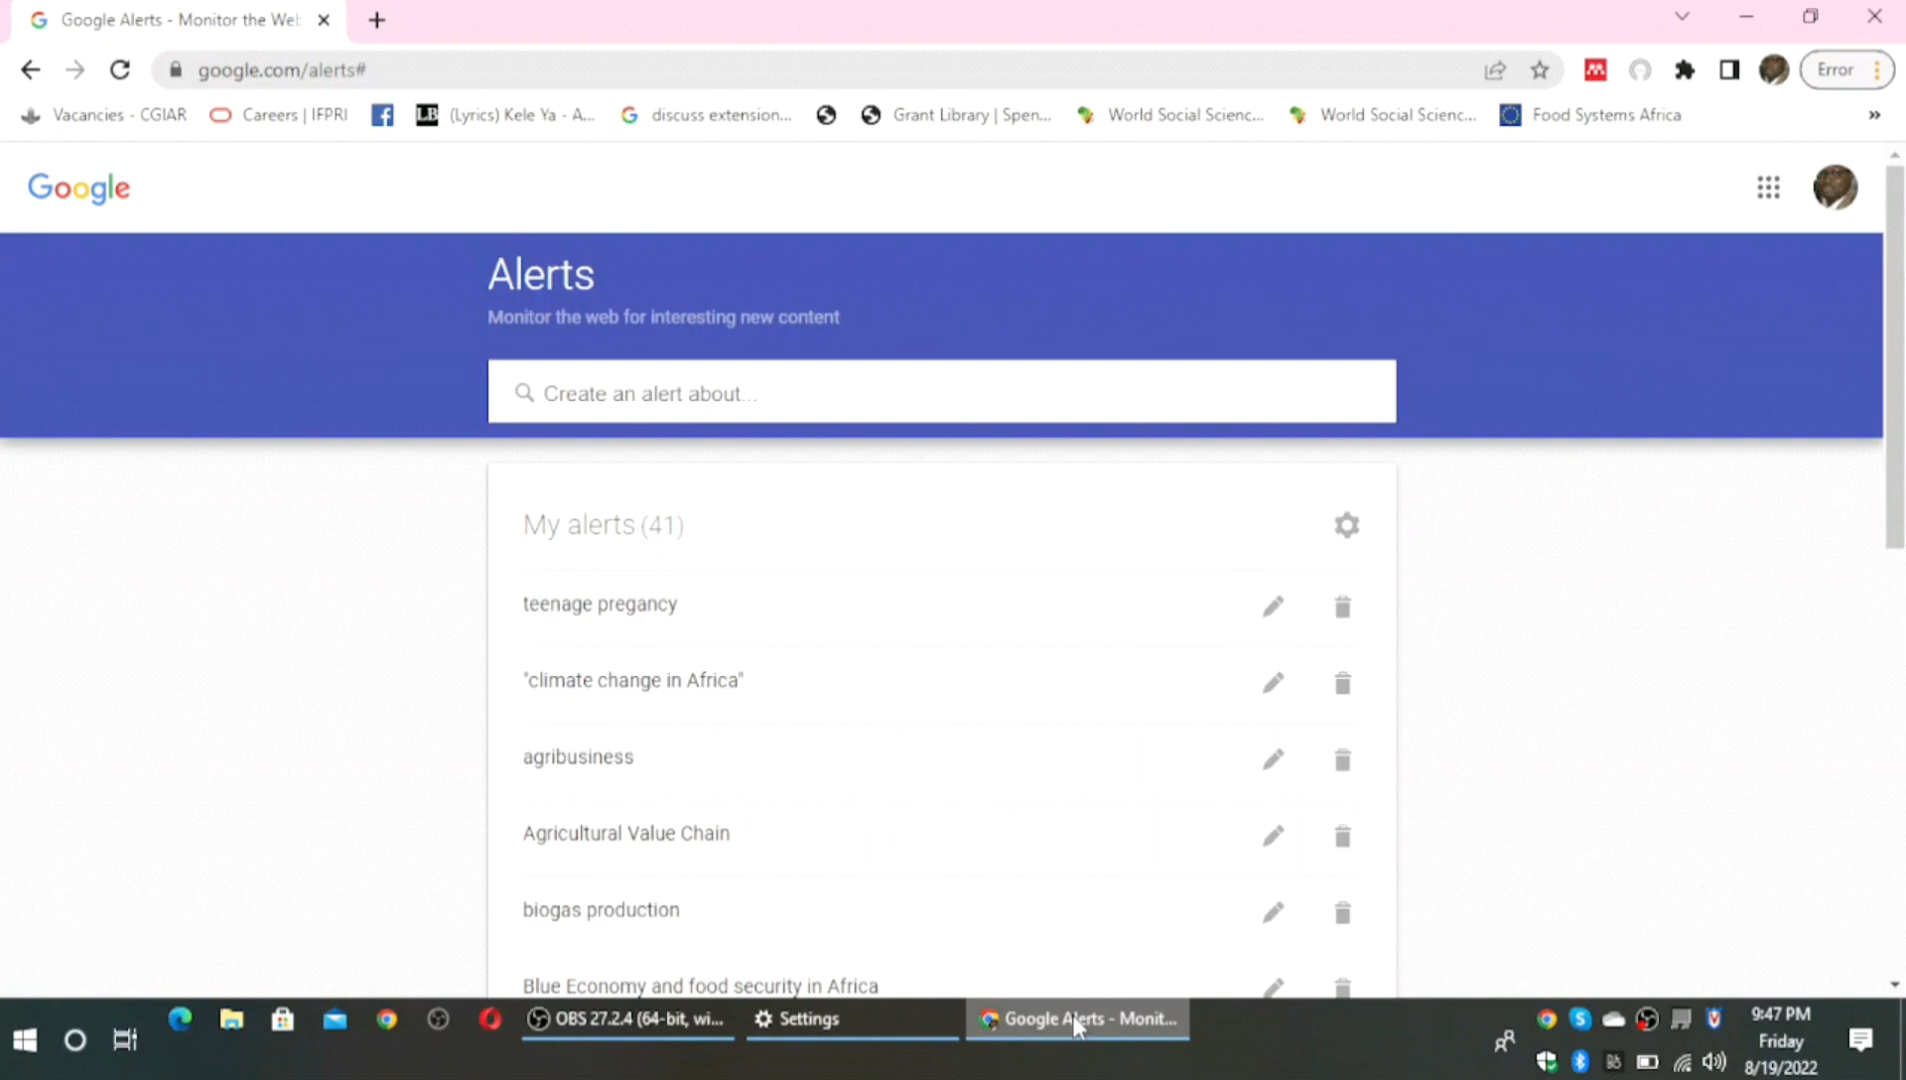 Google Alerts - Monitor the Web
google.com/alerts#
Error
Vacancies - CGIAR
Careers | IFPRI
LB
(Lyrics) Kele Ya - A...
discuss extension...
Grant Library | Spen...
World Social Scienc...
World Social Scienc...
Food Systems Africa
»
Google
Alerts
Monitor the web for interesting new content
Create an alert about...
My alerts (41)
teenage pregancy
"climate change in Africa"
agribusiness
Agricultural Value Chain
biogas production
Blue Economy and food security in Africa
OBS 27.2.4 (64-bit, wi...
Settings
Google Alerts - Monit...
9:47 PM
Friday
8/19/2022